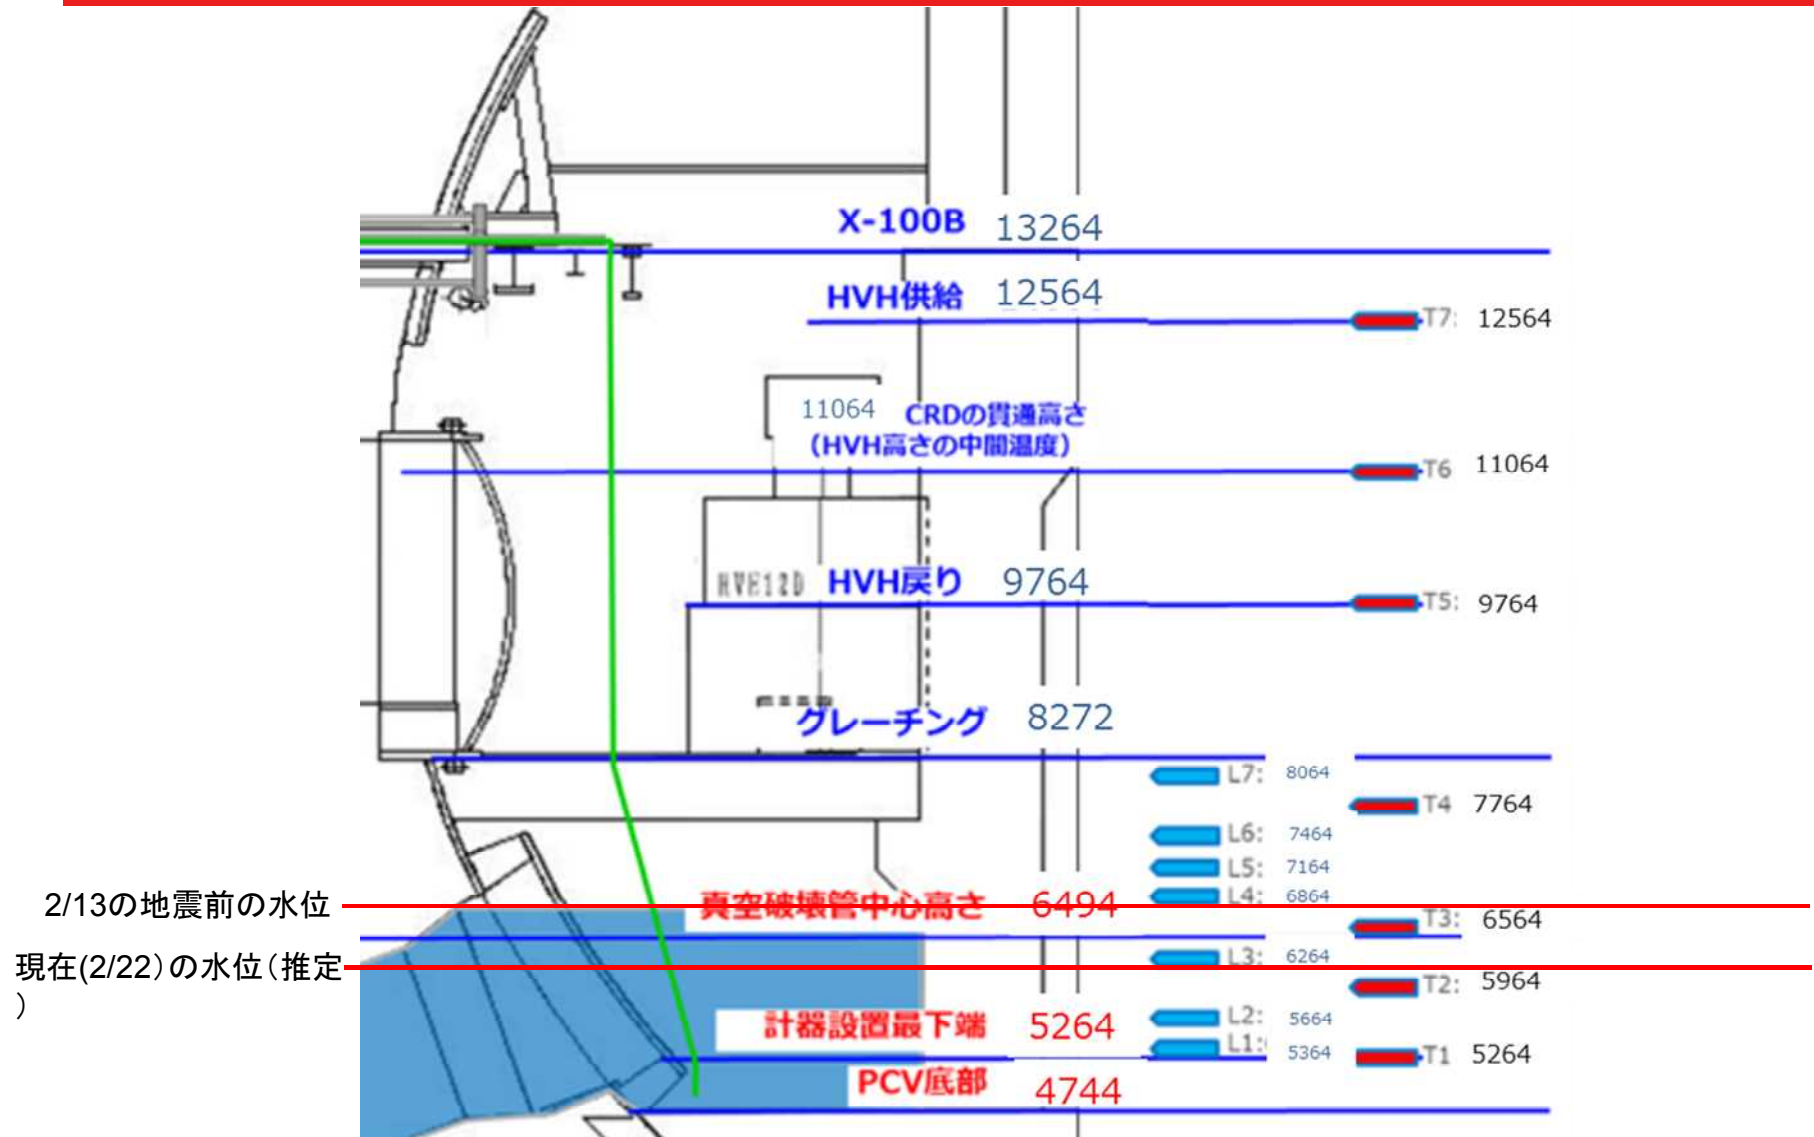 X-100B 13264
HVH供給 12564
T7: 12564
11064 CRDの貫通高さ
(HVH高さの中間温度)
T6 11064
HVH12D HVH戻り 9764
T5: 9764
グレーチング 8272
L7: 8064
T4 7764
L6: 7464
L5: 7164
L4: 6864
2/13の地震前の水位
真空破壊管中心高さ 6494
T3: 6564
現在(2/22)の水位(推定
)
L3: 6264
T2: 5964
計器設置最下端 5264
L2: 5664
L1: 5364
T1 5264
PCV底部 4744